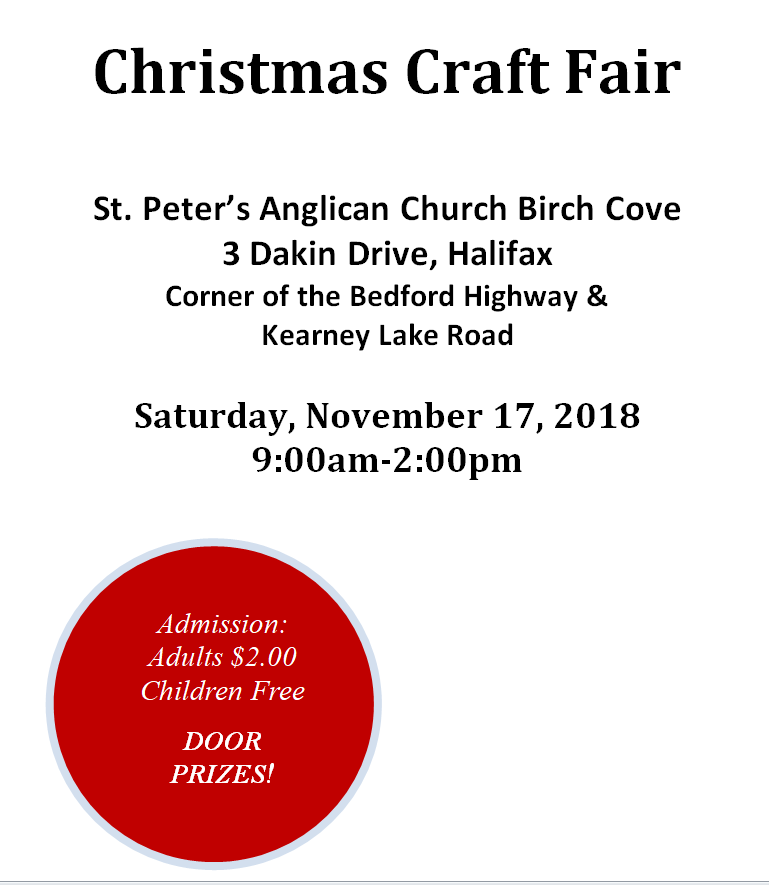 Christmas Craft Fair
St. Peter’s Anglican Church Birch Cove
3 Dakin Drive, Halifax
Corner of the Bedford Highway &
Kearney Lake Road
Saturday, November 17, 2018
9:00am-2:00pm
Admission:
Adults $2.00
Children Free
DOOR
PRIZES!